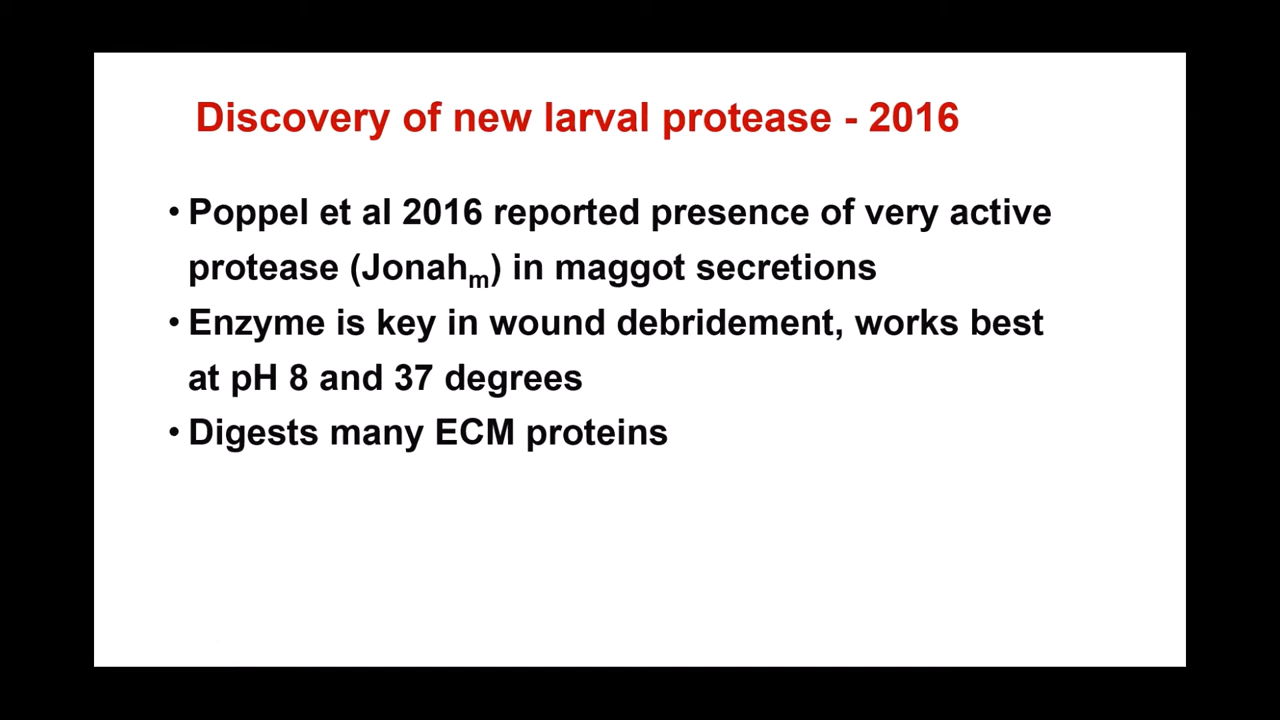 Discovery of new larval protease - 2016
• Poppel et al 2016 reported presence of very active
protease (Jonahm) in maggot secretions
• Enzyme is key in wound debridement, works best
at pH 8 and 37 degrees
• Digests many ECM proteins